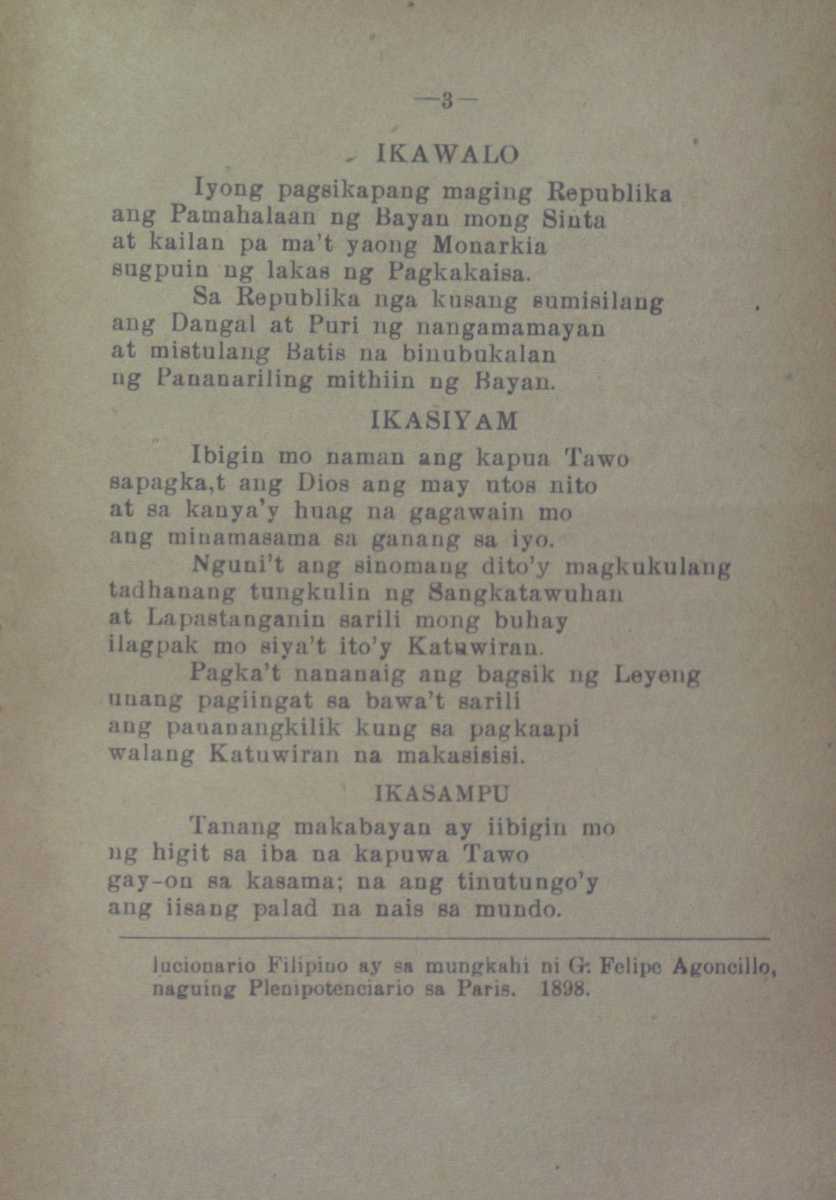 —3—
IKAWALO
Iyong pagsikapang maging Republika
ang Pamahalaan ng Bayan mong Sinta
at kailan pa ma't yaong Monarkia
sugpuin ng lakas ng Pagkakaisa.
Sa Republika nga kusang sumisilang
ang Dangal at Puri ng nangamamayan
at mistulang Batis na binubukalan
ng Pananariling mithiin ng Bayan.
IKASIYAM
Ibigin mo naman ang kapua Tawo
sapagka,t ang Dios ang may utos nito
at sa kanya'y huag na gagawain mo
ang minamasama sa ganang sa iyo.
Nguni't ang sinomang dito'y magkukulang
tadhanang tungkulin ng Sangkatawuhan
at Lapastanganin sarili mong buhay
ilagpak mo siya't ito'y Katuwiran.
Pagka't nananaig ang bagsik ng Leyeng
unang pagiingat sa bawa't sarili
ang pananangkilik kung sa pagkaapi
walang Katuwiran na makasisisi.
IKASAMPU
Tanang makabayan ay iibigin mo
ng higit sa iba na kapuwa Tawo
gay-on sa kasama; na ang tinutungo'y
ang iisang palad na nais sa mundo.
lucionario Filipino ay sa mungkahi ni G. Felipe Agoncillo,
naguing Plenipotenciario sa Paris. 1898.